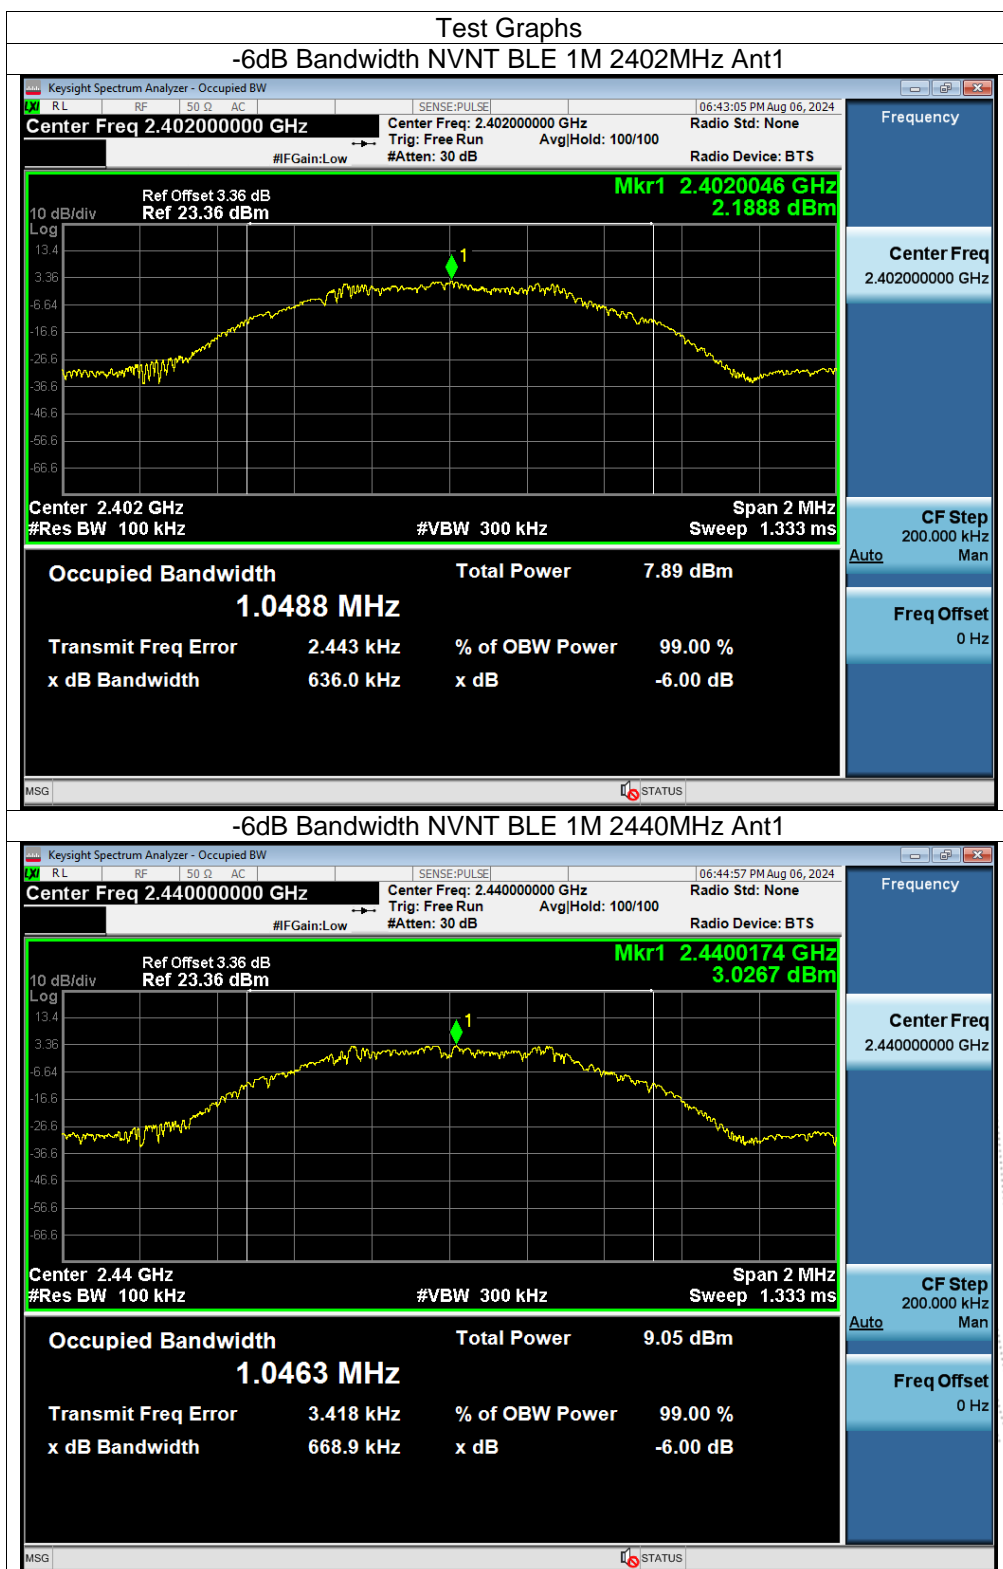 Test Graphs
-6dB Bandwidth NVNT BLE 1M 2402MHz Ant1
Keysight Spectrum Analyzer - Occupied BW
LXI RL RF 50 Ω AC SENSE:PULSE 06:43:05 PM Aug 06, 2024
Center Freq 2.402000000 GHz Center Freq: 2.402000000 GHz Radio Std: None
Trig: Free Run Avg|Hold: 100/100
#IFGain:Low #Atten: 30 dB Radio Device: BTS
Frequency
Mkr1 2.4020046 GHz
2.1888 dBm
Ref Offset 3.36 dB
10 dB/div Ref 23.36 dBm
Log
13.4
1
3.36
-6.64
-16.6
-26.6
-36.6
-46.6
-56.6
-66.6
Center 2.402 GHz Span 2 MHz
#Res BW 100 kHz #VBW 300 kHz Sweep 1.333 ms
Center Freq
2.402000000 GHz
CF Step
200.000 kHz
Auto Man
Freq Offset
0 Hz
Occupied Bandwidth Total Power 7.89 dBm
1.0488 MHz
Transmit Freq Error 2.443 kHz % of OBW Power 99.00 %
x dB Bandwidth 636.0 kHz x dB -6.00 dB
MSG STATUS
-6dB Bandwidth NVNT BLE 1M 2440MHz Ant1
Keysight Spectrum Analyzer - Occupied BW
LXI RL RF 50 Ω AC SENSE:PULSE 06:44:57 PM Aug 06, 2024
Center Freq 2.440000000 GHz Center Freq: 2.440000000 GHz Radio Std: None
Trig: Free Run Avg|Hold: 100/100
#IFGain:Low #Atten: 30 dB Radio Device: BTS
Frequency
Mkr1 2.4400174 GHz
3.0267 dBm
Ref Offset 3.36 dB
10 dB/div Ref 23.36 dBm
Log
13.4
1
3.36
-6.64
-16.6
-26.6
-36.6
-46.6
-56.6
-66.6
Center 2.44 GHz Span 2 MHz
#Res BW 100 kHz #VBW 300 kHz Sweep 1.333 ms
Center Freq
2.440000000 GHz
CF Step
200.000 kHz
Auto Man
Freq Offset
0 Hz
Occupied Bandwidth Total Power 9.05 dBm
1.0463 MHz
Transmit Freq Error 3.418 kHz % of OBW Power 99.00 %
x dB Bandwidth 668.9 kHz x dB -6.00 dB
MSG STATUS